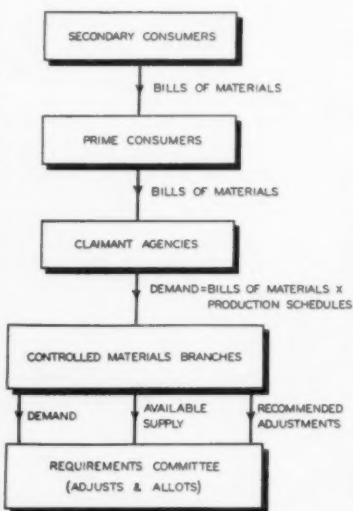 SECONDARY CONSUMERS
BILLS OF MATERIALS
PRIME CONSUMERS
BILLS OF MATERIALS
CLAIMANT AGENCIES
DEMAND=BILLS OF MATERIALS X
PRODUCTION SCHEDULES
CONTROLLED MATERIALS BRANCHES
DEMAND
AVAILABLE
SUPPLY
RECOMMENDED
ADJUSTMENTS
REQUIREMENTS COMMITTEE
(ADJUSTS & ALLOTS)